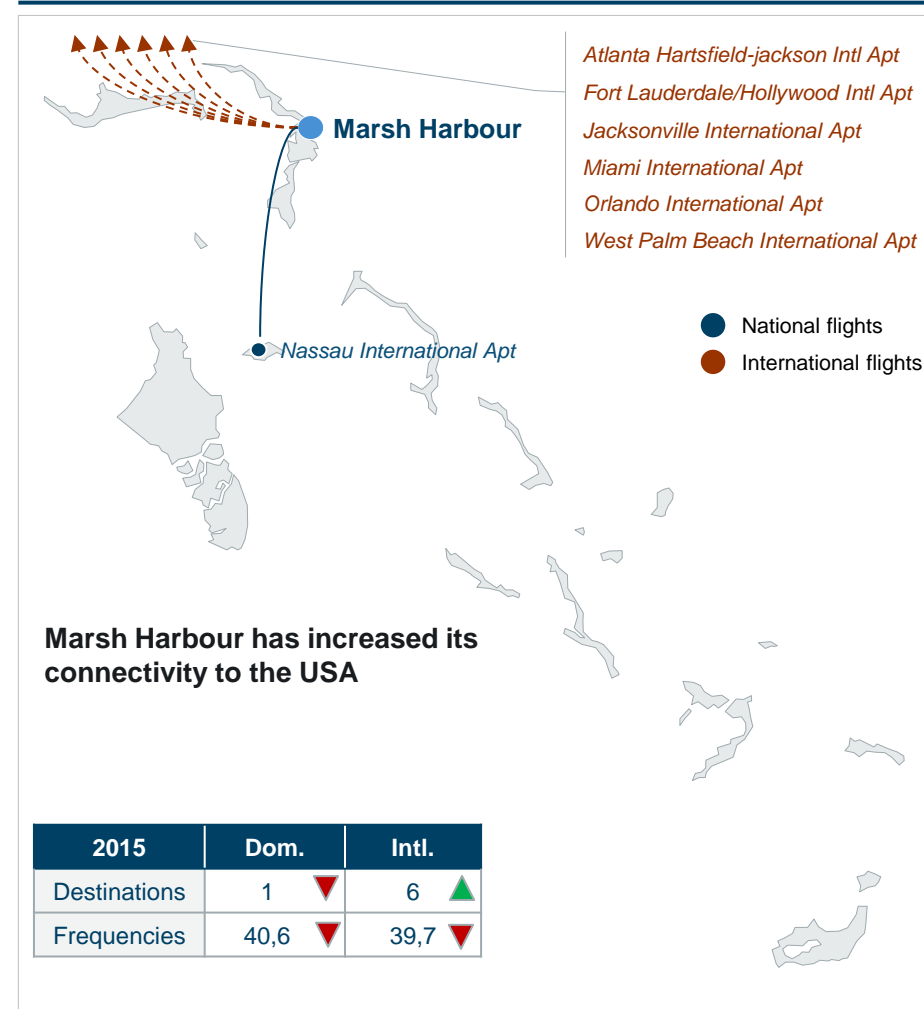 Atlanta Hartsfield-jackson Intl Apt
Fort Lauderdale/Hollywood Intl Apt
Jacksonville International Apt
Miami International Apt
Orlando International Apt
West Palm Beach International Apt
Marsh Harbour
National flights
International flights
Nassau International Apt
Marsh Harbour has increased its
connectivity to the USA
2015 Dom. Intl.
Destinations 1 6
Frequencies 40,6 39,7